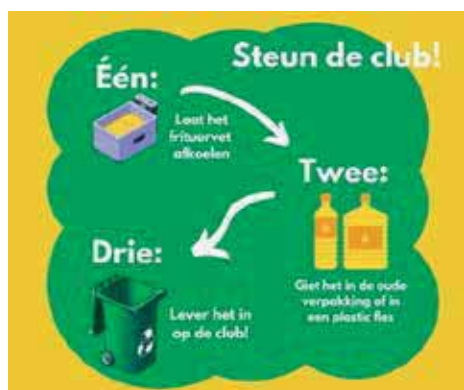 Steun de club!
Één:
Laat het
frituurvet
afkoelen
Twee:
Giet het in de oude
verpakking of in
een plastic fles
Drie:
Lever het in
op de club!